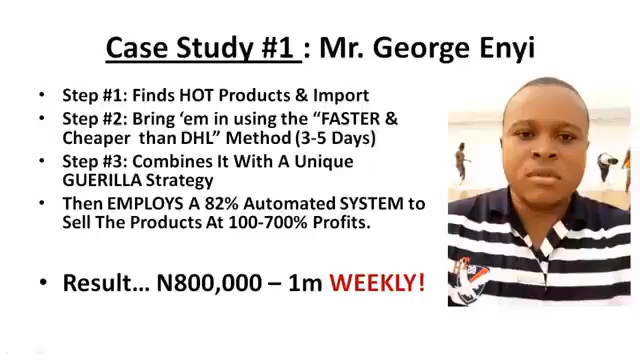 Case Study #1 : Mr. George Enyi
• Step #1: Finds HOT Products & Import
• Step #2: Bring ‘em in using the “FASTER &
Cheaper than DHL” Method (3-5 Days)
• Step #3: Combines It With A Unique
GUERILLA Strategy
• Then EMPLOYS A 82% Automated SYSTEM to
Sell The Products At 100-700% Profits.
• Result… N800,000 – 1m WEEKLY!